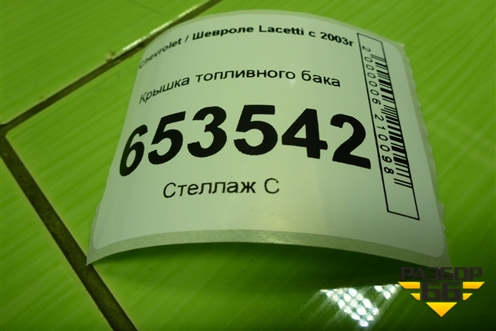 Chevrolet / Шевроле Lacetti с 2003г
Крышка топливного бака
653542
Стеллаж С
2000006210098
РАЗБОР
66